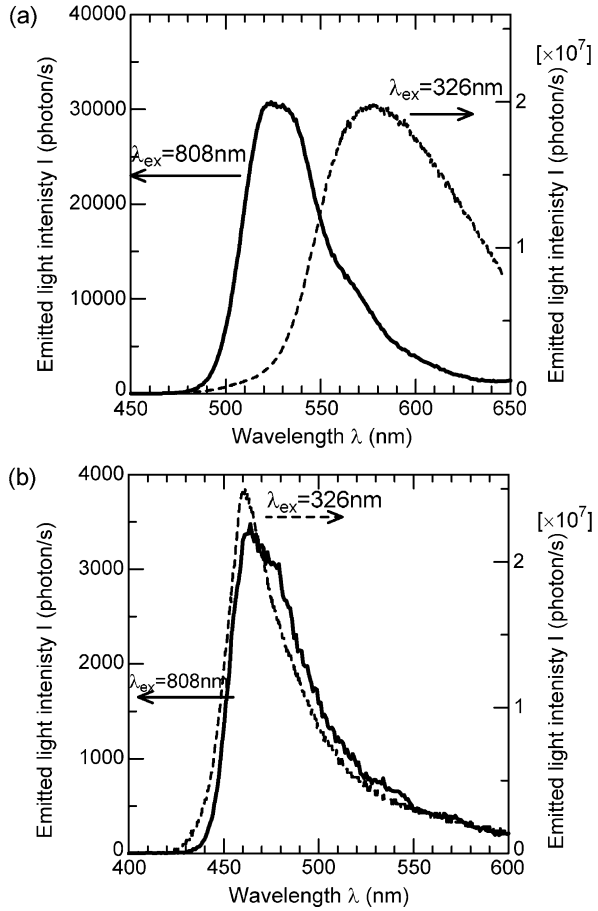 (a)
40000
30000
20000
10000
0
Emitted light intenisty I (photon/s)
[×10⁷]
2
1
0
Emitted light intenisty I (photon/s)
λex=326nm
λex=808nm
450 500 550 600 650
Wavelength λ (nm)
(b)
4000
3000
2000
1000
0
Emitted light intenisty I (photon/s)
[×10⁷]
2
1
0
Emitted light intenisty I (photon/s)
λex=326nm
λex=808nm
400 450 500 550 600
Wavelength λ (nm)